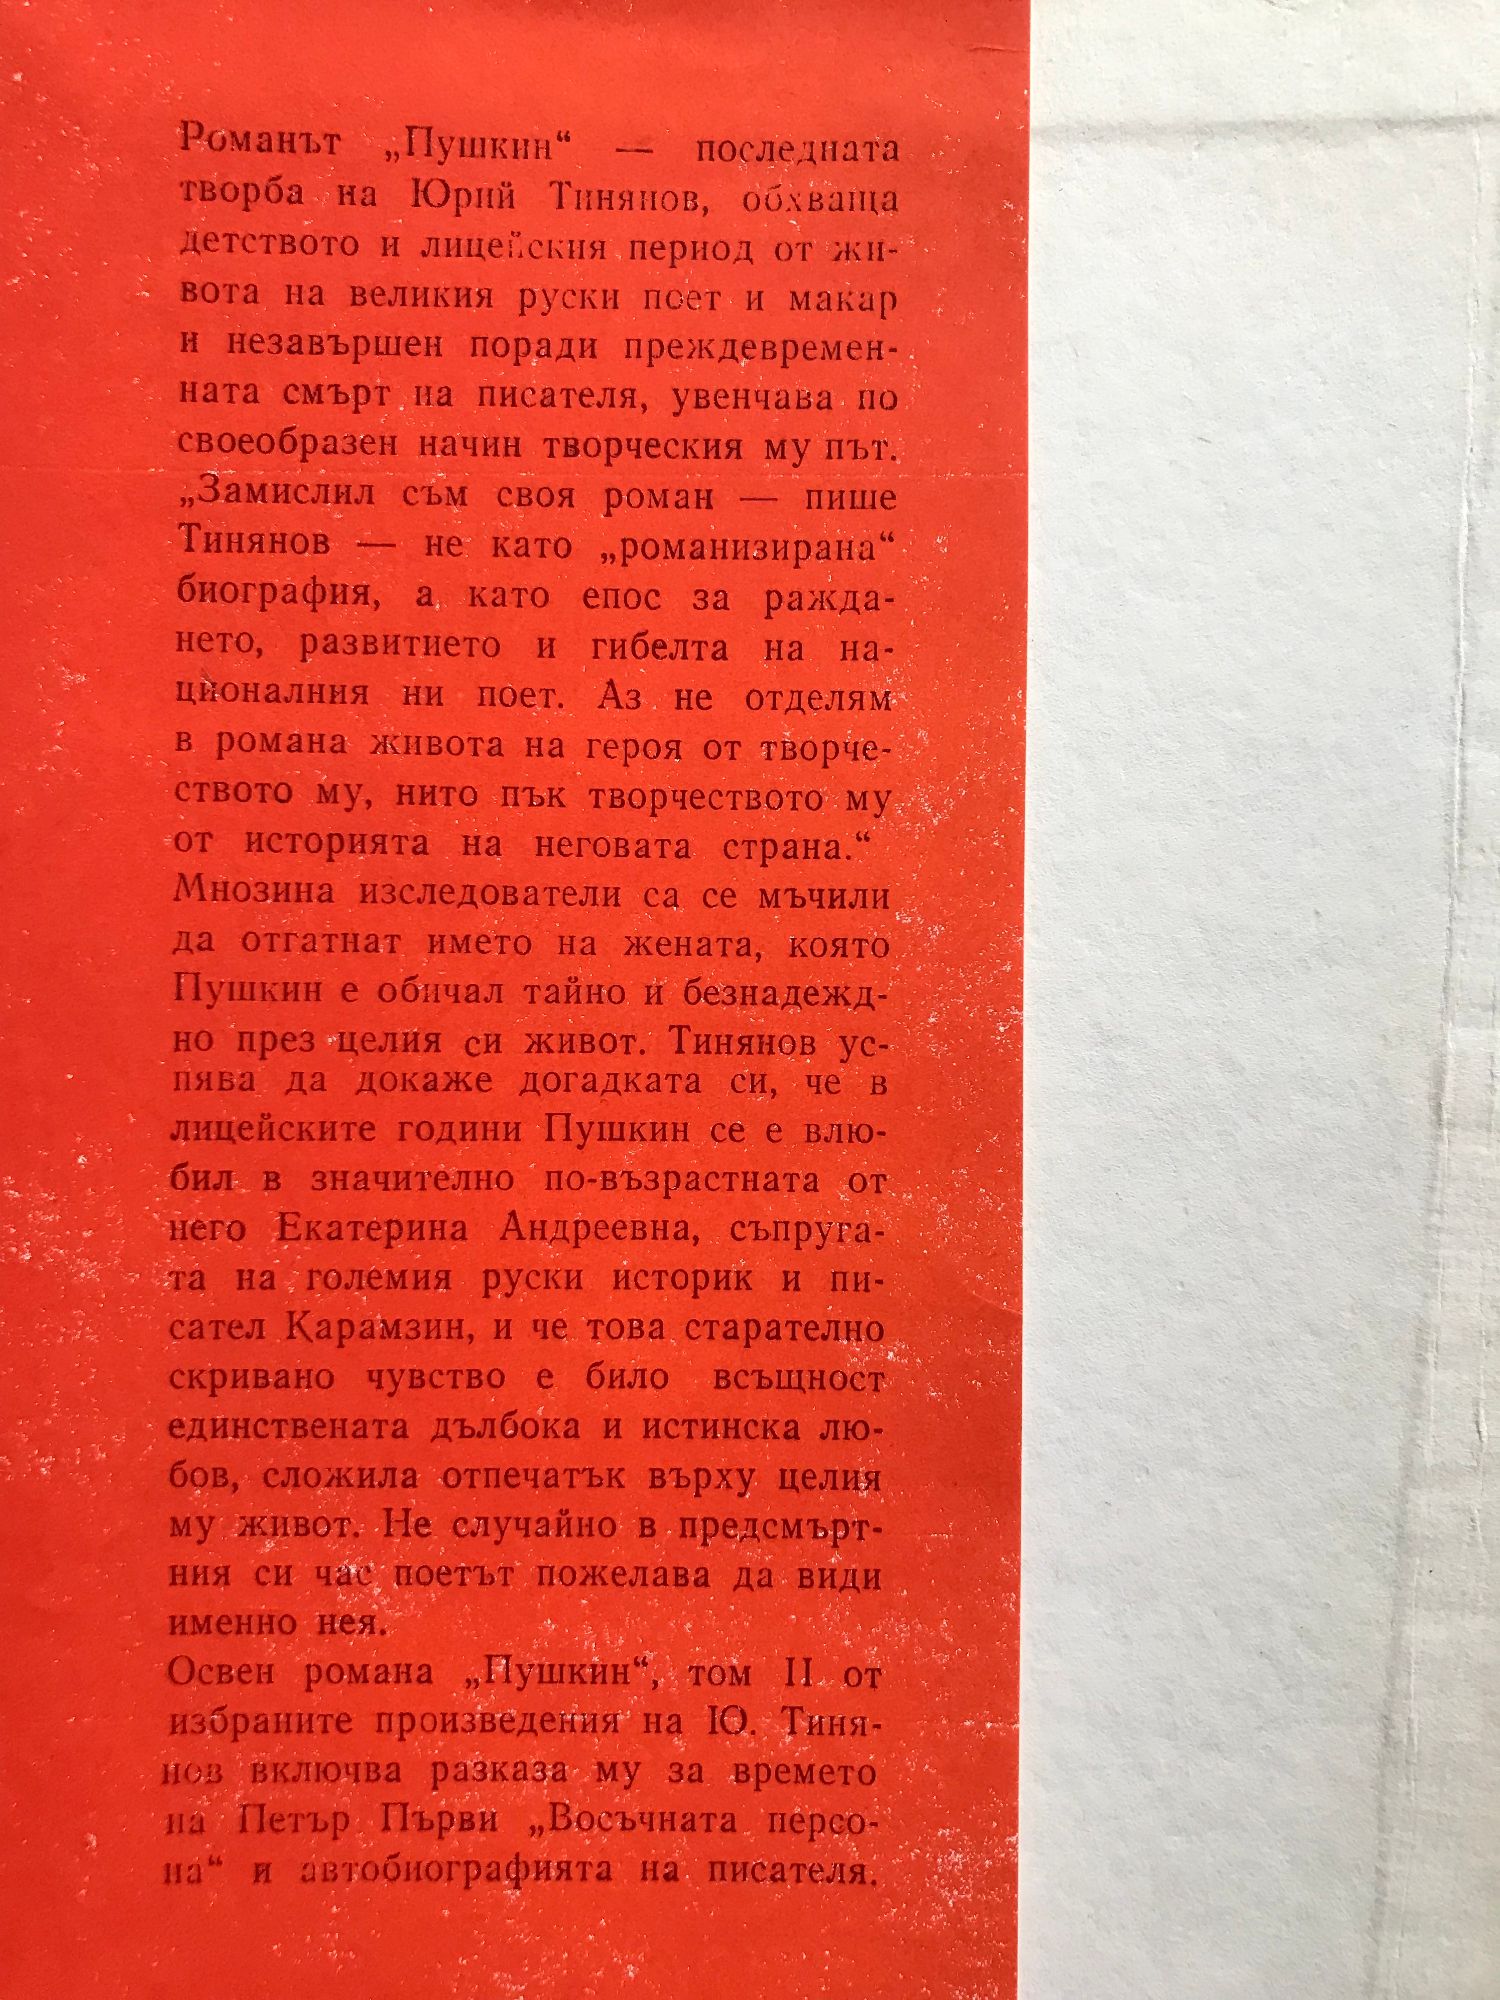 Романът „Пушкин“ — последната
творба на Юрий Тинянов, обхваща
детството и лицейския период от жи-
вота на великия руски поет и макар
и незавършен поради преждевремен-
ната смърт на писателя, увенчава по
своеобразен начин творческия му път.
„Замислил съм своя роман — пише
Тинянов — не като „романизирана“
биография, а като епос за ражда-
нето, развитието и гибелта на на-
ционалния ни поет. Аз не отделям
в романа живота на героя от творче-
ството му, нито пък творчеството му
от историята на неговата страна.“
Мнозина изследователи са се мъчили
да отгатнат името на жената, която
Пушкин е обичал тайно и безнадежд-
но през целия си живот. Тинянов ус-
пява да докаже догадката си, че в
лицейските години Пушкин се е влю-
бил в значително по-възрастната от
него Екатерина Андреевна, съпруга-
та на големия руски историк и пи-
сател Карамзин, и че това старателно
скривано чувство е било всъщност
единствената дълбока и истинска лю-
бов, сложила отпечатък върху целия
му живот. Не случайно в предсмърт-
ния си час поетът пожелава да види
именно нея.
Освен романа „Пушкин“, том II от
избраните произведения на Ю. Тиня-
нов включва разказа му за времето
на Петър Първи „Восъчната персо-
на“ и автобиографията на писателя.